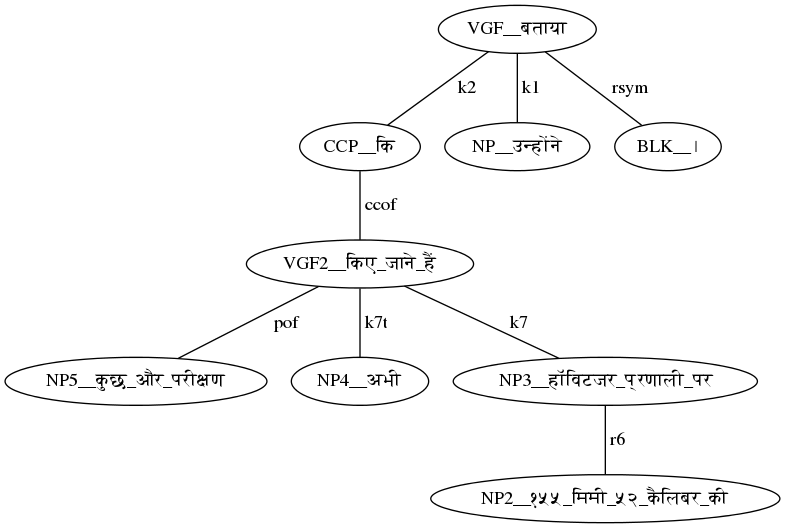 VGF__बताया
k2 k1 rsym
CCP__कि NP__उन्होंने BLK__।
ccof
VGF2__किए_जाने_हैं
pof k7t k7
NP5__कुछ_और_परीक्षण NP4__अभी NP3__हॉविटजर_प्रणाली_पर
r6
NP2__१५५_मिमी_५२_कैलिबर_की